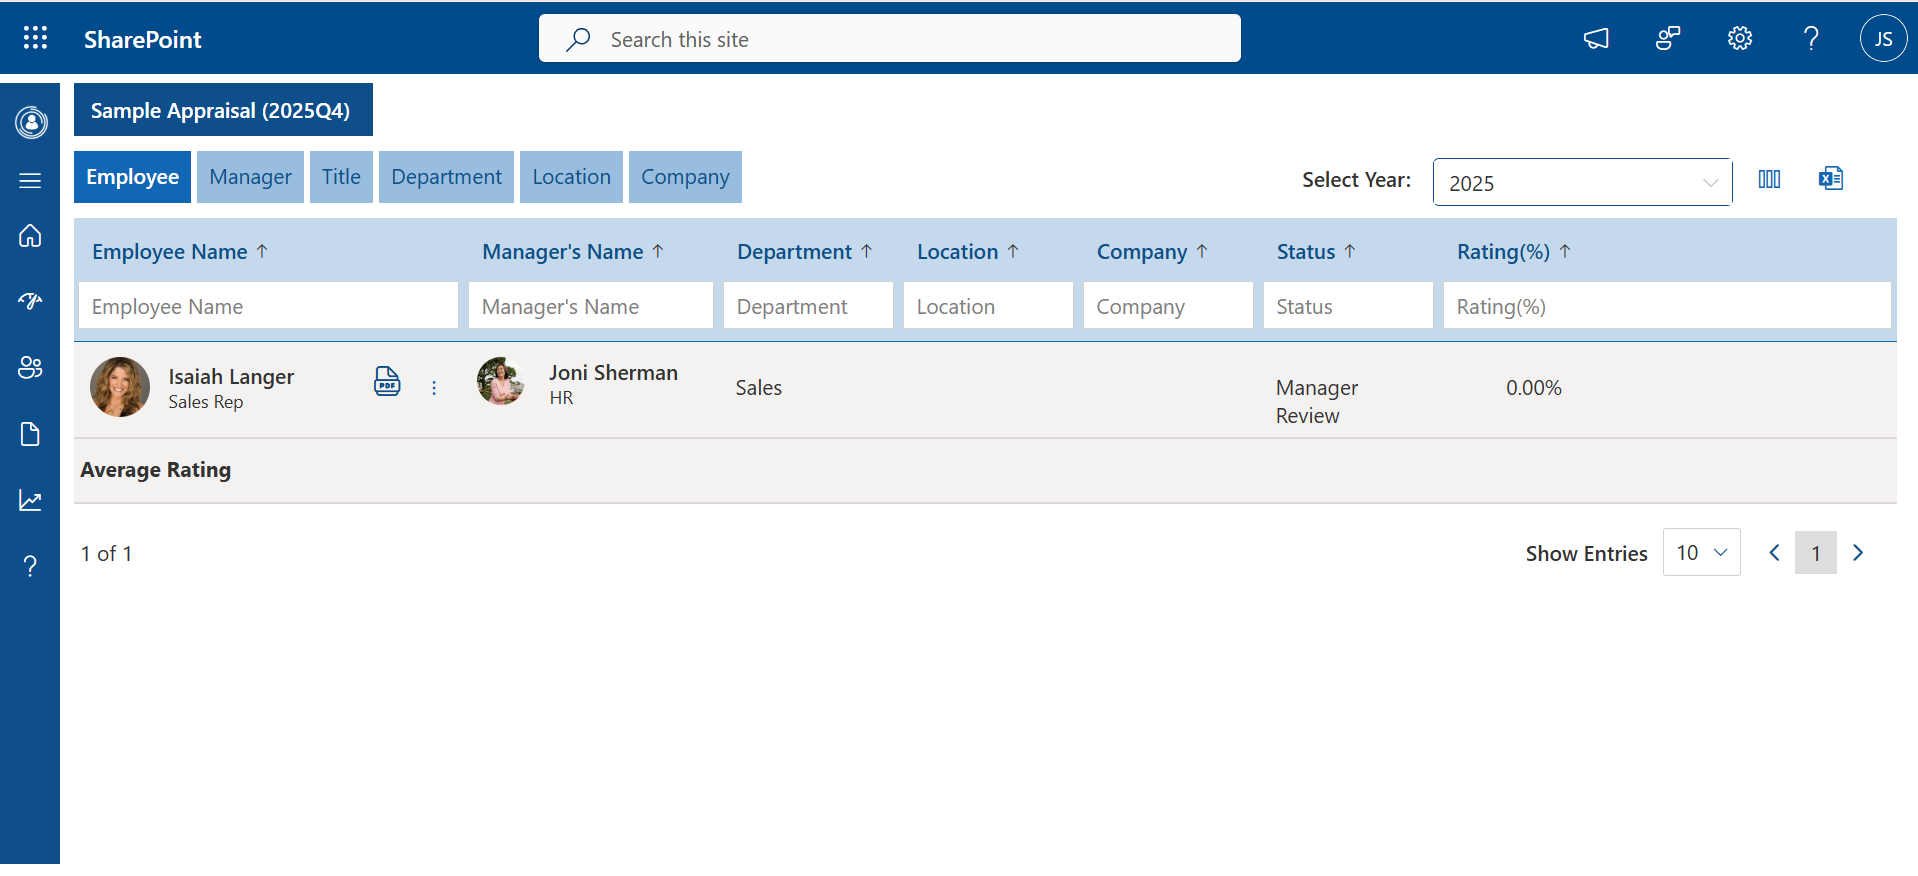 SharePoint
Search this site
JS
Sample Appraisal (2025Q4)
Employee Manager Title Department Location Company
Select Year: 2025
Employee Name ↑ Manager's Name ↑ Department ↑ Location ↑ Company ↑ Status ↑ Rating(%) ↑
Employee Name Manager's Name Department Location Company Status Rating(%)
Isaiah Langer
Sales Rep
PDF
Joni Sherman
HR
Sales
Manager
Review
0.00%
Average Rating
1 of 1
Show Entries 10 1